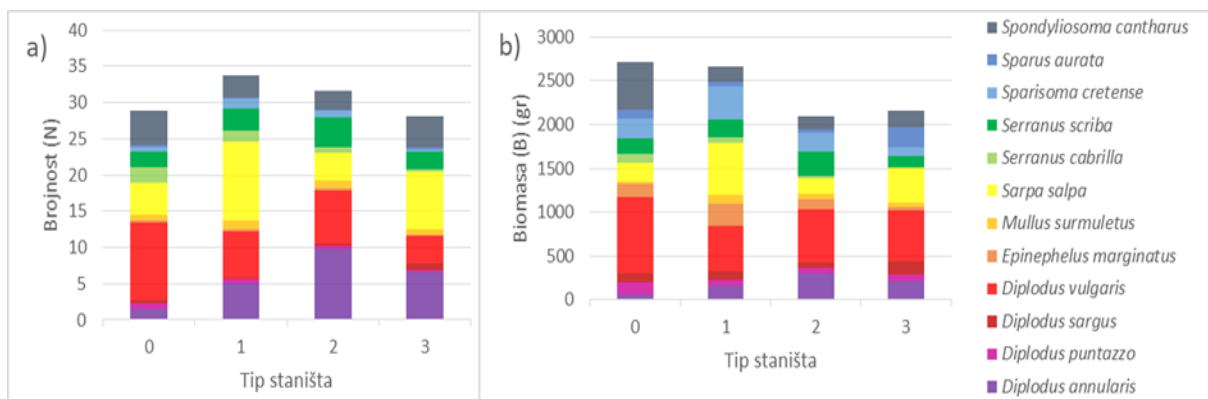 a)
Brojnost (N)
40
35
30
25
20
15
10
5
0
0 1 2 3
Tip staništa
b)
Biomasa (B) (gr)
3000
2500
2000
1500
1000
500
0
0 1 2 3
Tip staništa
Spondyliosoma cantharus
Sparus aurata
Sparisoma cretense
Serranus scriba
Serranus cabrilla
Sarpa salpa
Mullus surmuletus
Epinephelus marginatus
Diplodus vulgaris
Diplodus sargus
Diplodus puntazzo
Diplodus annularis